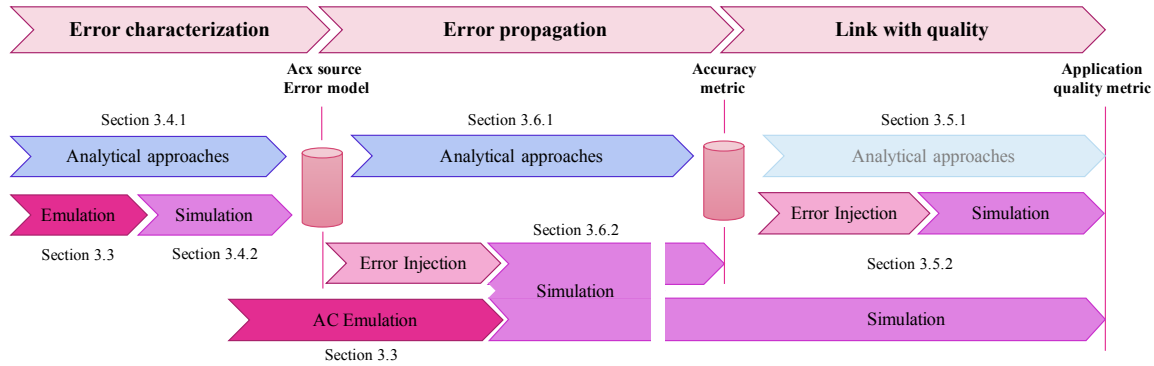 Error characterization
Error propagation
Link with quality
Acx source
Error model
Accuracy
metric
Application
quality metric
Section 3.4.1
Section 3.6.1
Section 3.5.1
Analytical approaches
Analytical approaches
Analytical approaches
Emulation
Simulation
Error Injection
Simulation
Section 3.3
Section 3.4.2
Section 3.6.2
Error Injection
Section 3.5.2
Simulation
AC Emulation
Simulation
Section 3.3